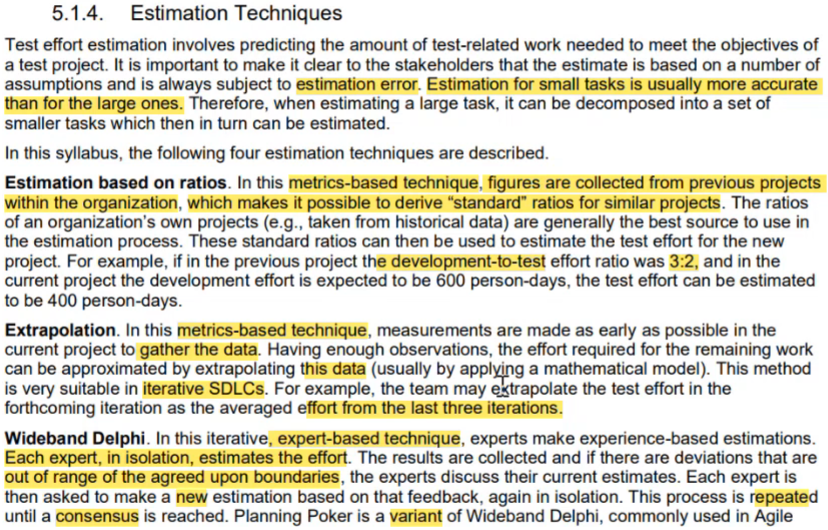 5.1.4. Estimation Techniques
Test effort estimation involves predicting the amount of test-related work needed to meet the objectives of
a test project. It is important to make it clear to the stakeholders that the estimate is based on a number of
assumptions and is always subject to estimation error. Estimation for small tasks is usually more accurate
than for the large ones. Therefore, when estimating a large task, it can be decomposed into a set of
smaller tasks which then in turn can be estimated.
In this syllabus, the following four estimation techniques are described.
Estimation based on ratios. In this metrics-based technique, figures are collected from previous projects
within the organization, which makes it possible to derive “standard” ratios for similar projects. The ratios
of an organization’s own projects (e.g., taken from historical data) are generally the best source to use in
the estimation process. These standard ratios can then be used to estimate the test effort for the new
project. For example, if in the previous project the development-to-test effort ratio was 3:2, and in the
current project the development effort is expected to be 600 person-days, the test effort can be estimated
to be 400 person-days.
Extrapolation. In this metrics-based technique, measurements are made as early as possible in the
current project to gather the data. Having enough observations, the effort required for the remaining work
can be approximated by extrapolating this data (usually by applying a mathematical model). This method
is very suitable in iterative SDLCs. For example, the team may extrapolate the test effort in the
forthcoming iteration as the averaged effort from the last three iterations.
Wideband Delphi. In this iterative, expert-based technique, experts make experience-based estimations.
Each expert, in isolation, estimates the effort. The results are collected and if there are deviations that are
out of range of the agreed upon boundaries, the experts discuss their current estimates. Each expert is
then asked to make a new estimation based on that feedback, again in isolation. This process is repeated
until a consensus is reached. Planning Poker is a variant of Wideband Delphi, commonly used in Agile